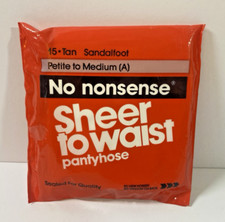 15•Tan Sandalfoot
Petite to Medium (A)
No nonsense®
Sheer
to waist
pantyhose